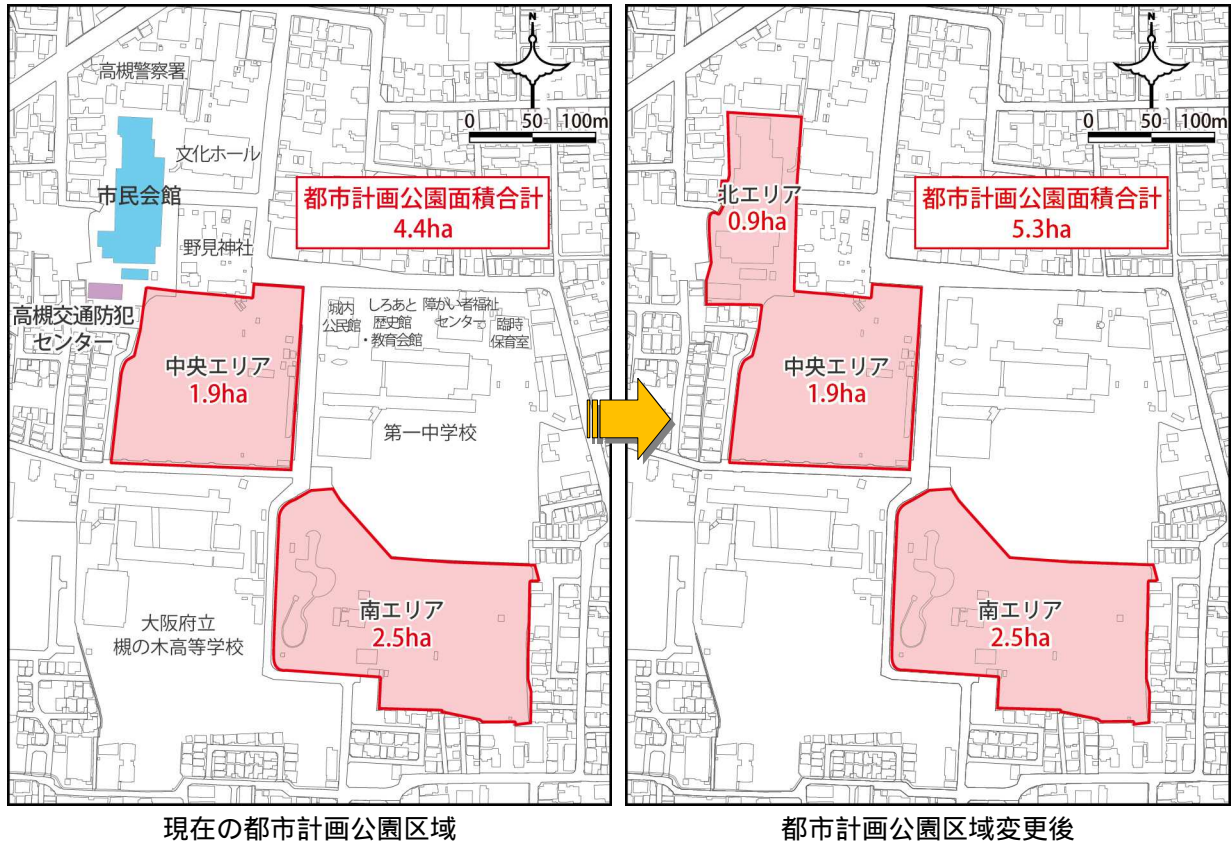 N
高槻警察署
0 50 100m
文化ホール
市民会館
都市計画公園面積合計
4.4ha
野見神社
高槻交通防犯
センター
城内
公民館
しろあと
歴史館
・教育会館
障がい者福祉
センター
臨時
保育室
中央エリア
1.9ha
第一中学校
南エリア
2.5ha
大阪府立
槻の木高等学校
現在の都市計画公園区域
N
0 50 100m
北エリア
0.9ha
都市計画公園面積合計
5.3ha
中央エリア
1.9ha
南エリア
2.5ha
都市計画公園区域変更後